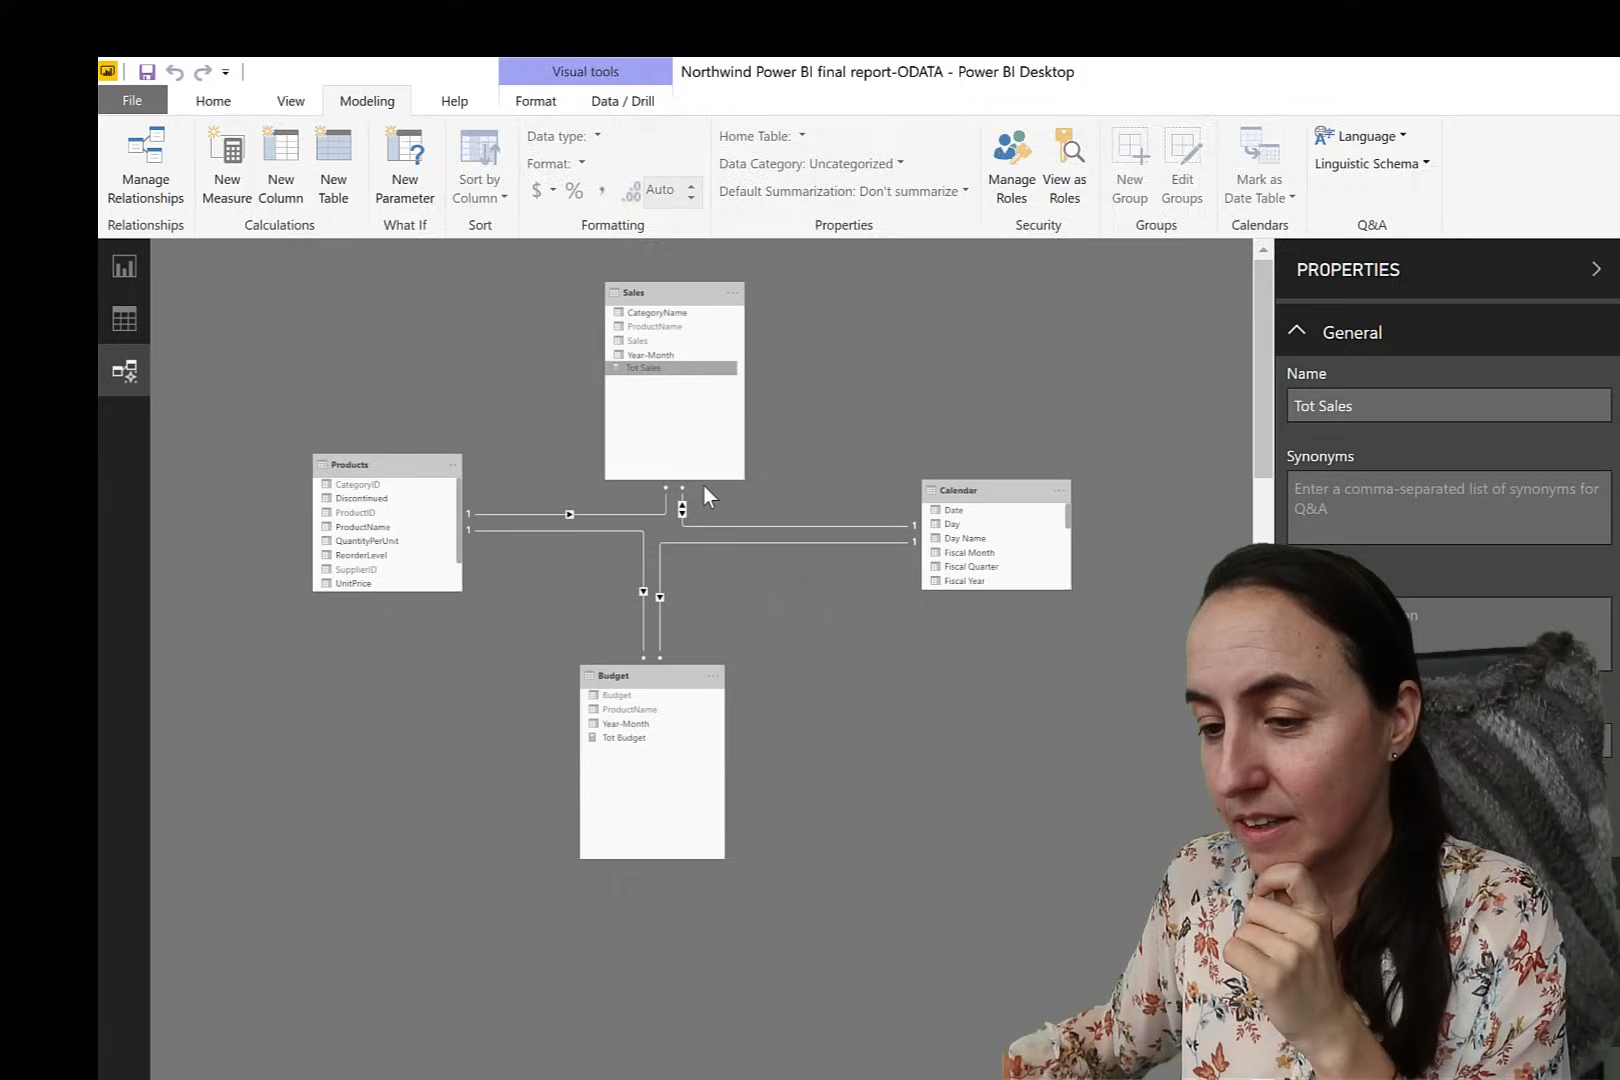 Visual tools
Northwind Power BI final report-ODATA - Power BI Desktop
File
Home
View
Modeling
Help
Format
Data / Drill
Manage
Relationships
New
Measure
New
Column
New
Table
New
Parameter
Sort by
Column
Data type:
Format:
$ % , .00 Auto
Home Table:
Data Category: Uncategorized
Default Summarization: Don't summarize
Manage
Roles
View as
Roles
New
Group
Edit
Groups
Mark as
Date Table
Language
Linguistic Schema
Relationships
Calculations
What If
Sort
Formatting
Properties
Security
Groups
Calendars
Q&A
Sales
CategoryName
ProductName
Sales
Year-Month
Tot Sales
Products
CategoryID
Discontinued
ProductID
ProductName
QuantityPerUnit
ReorderLevel
SupplierID
UnitPrice
1
1
Calendar
Date
Day
Day Name
Fiscal Month
Fiscal Quarter
Fiscal Year
1
1
Budget
Budget
ProductName
Year-Month
Tot Budget
PROPERTIES
General
Name
Tot Sales
Synonyms
Enter a comma-separated list of synonyms for
Q&A